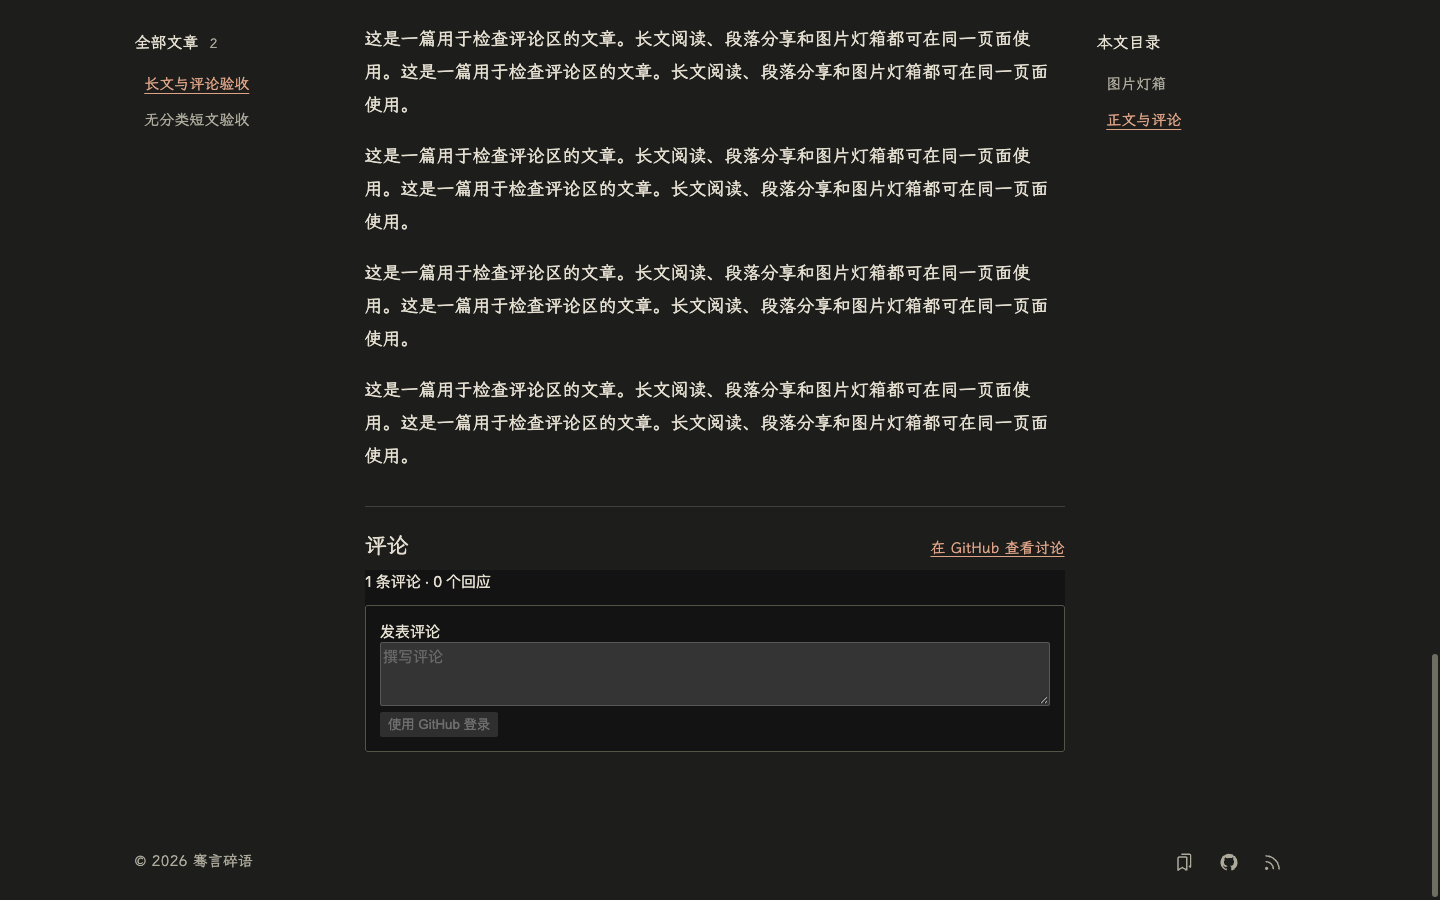 全部文章 2
长文与评论验收
无分类短文验收
这是一篇用于检查评论区的文章。长文阅读、段落分享和图片灯箱都可在同一页面使
用。这是一篇用于检查评论区的文章。长文阅读、段落分享和图片灯箱都可在同一页面
使用。
这是一篇用于检查评论区的文章。长文阅读、段落分享和图片灯箱都可在同一页面使
用。这是一篇用于检查评论区的文章。长文阅读、段落分享和图片灯箱都可在同一页面
使用。
这是一篇用于检查评论区的文章。长文阅读、段落分享和图片灯箱都可在同一页面使
用。这是一篇用于检查评论区的文章。长文阅读、段落分享和图片灯箱都可在同一页面
使用。
这是一篇用于检查评论区的文章。长文阅读、段落分享和图片灯箱都可在同一页面使
用。这是一篇用于检查评论区的文章。长文阅读、段落分享和图片灯箱都可在同一页面
使用。
本文目录
图片灯箱
正文与评论
评论
在 GitHub 查看讨论
1 条评论 · 0 个回应
发表评论
撰写评论
使用 GitHub 登录
© 2026 骞言碎语